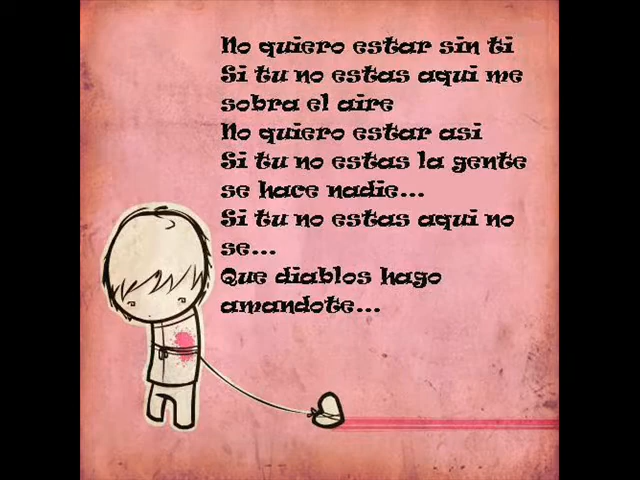 No quiero estar sin ti
Si tu no estas aqui me
sobra el aire
No quiero estar asi
Si tu no estas la gente
se hace nadie...
Si tu no estas aqui no
se...
Que diablos hago
amandote...